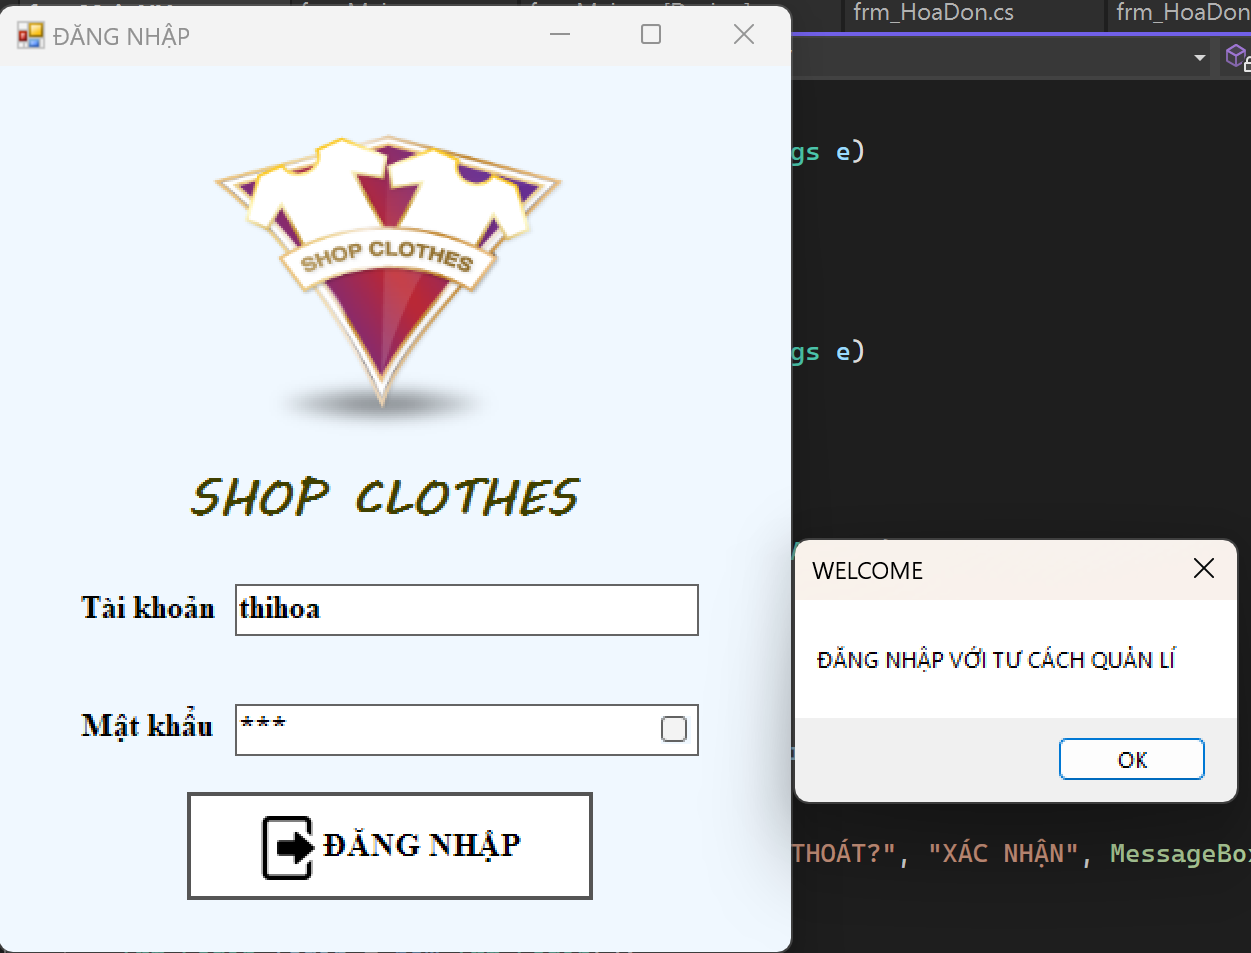 frm_HoaDon.cs
frm_HoaDon
ĐĂNG NHẬP
gs e)
SHOP CLOTHES
gs e)
SHOP CLOTHES
WELCOME
Tài khoản thihoa
ĐĂNG NHẬP VỚI TƯ CÁCH QUẢN LÍ
Mật khẩu ***
OK
ĐĂNG NHẬP
THOÁT?", "XÁC NHẬN", MessageBox